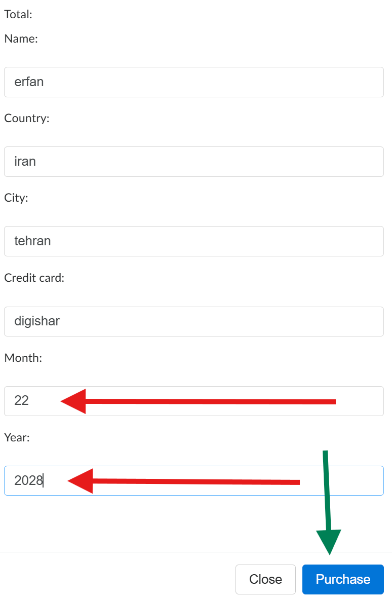 Total:
Name:
erfan
Country:
iran
City:
tehran
Credit card:
digishar
Month:
22
Year:
2028
Close Purchase